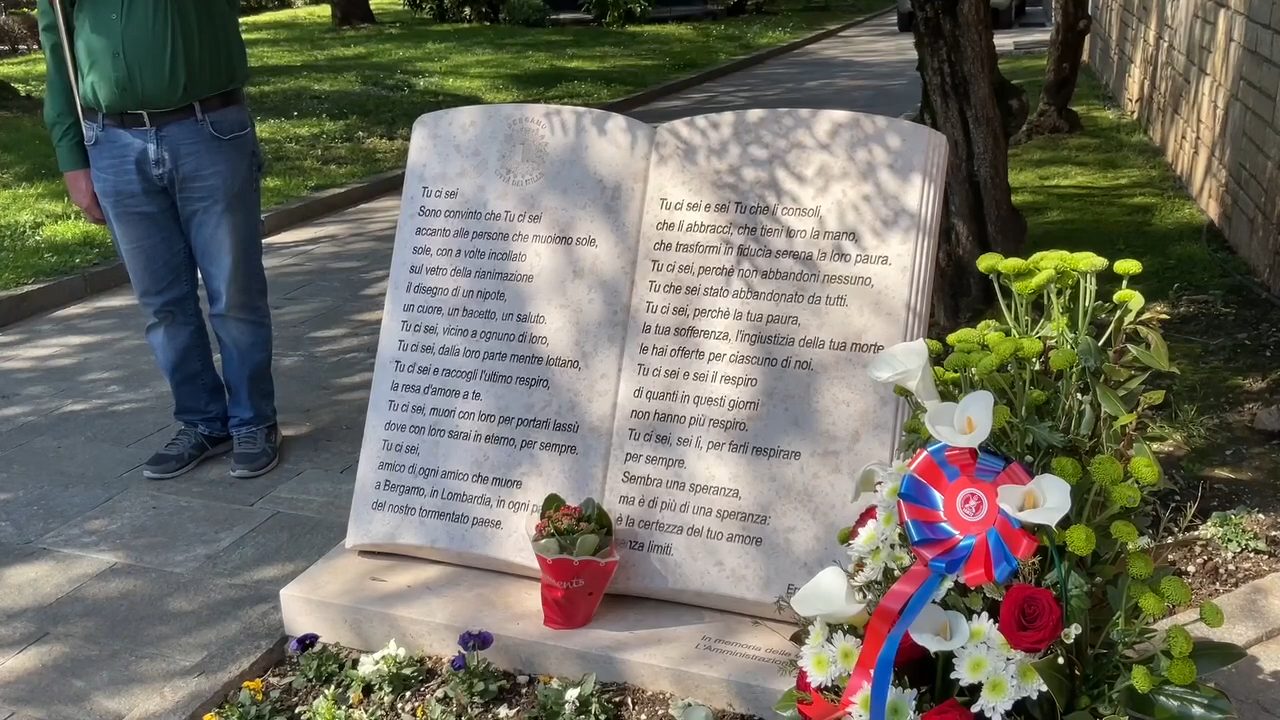 BERGAMO
CITTÀ DEI MILLE
Tu ci sei
Sono convinto che Tu ci sei
accanto alle persone che muoiono sole,
sole, con a volte incollato
sul vetro della rianimazione
il disegno di un nipote,
un cuore, un bacetto, un saluto.
Tu ci sei, vicino a ognuno di loro,
Tu ci sei, dalla loro parte mentre lottano,
Tu ci sei e raccogli l'ultimo respiro,
la resa d'amore a te.
Tu ci sei, muori con loro per portarli lassù
dove con loro sarai in eterno, per sempre.
Tu ci sei,
amico di ogni amico che muore
a Bergamo, in Lombardia, in ogni
del nostro tormentato paese.
Tu ci sei e sei Tu che li consoli,
che li abbracci, che tieni loro la mano,
che trasformi in fiducia serena la loro paura.
Tu ci sei, perchè non abbandoni nessuno,
Tu che sei stato abbandonato da tutti.
Tu ci sei, perchè la tua paura,
la tua sofferenza, l'ingiustizia della tua morte
le hai offerte per ciascuno di noi.
Tu ci sei e sei il respiro
di quanti in questi giorni
non hanno più respiro.
Tu ci sei, sei lì, per farli respirare
per sempre.
Sembra una speranza,
ma è di più di una speranza:
è la certezza del tuo amore
limiti.
In memoria delle
L'Amministrazio